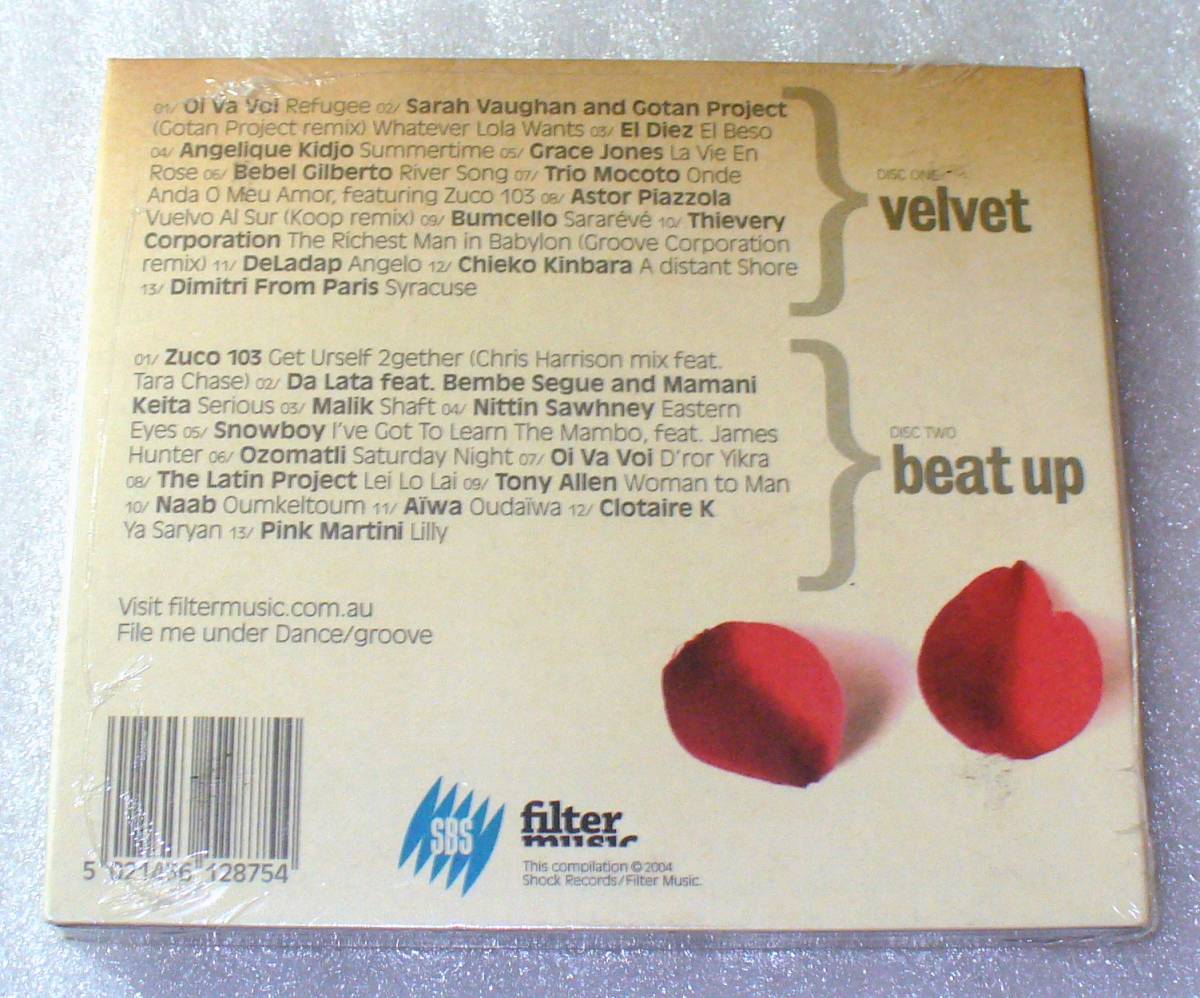 01/ Oi Va Voi Refugee 02/ Sarah Vaughan and Gotan Project
(Gotan Project remix) Whatever Lola Wants 03/ El Diez El Beso
04/ Angelique Kidjo Summertime 05/ Grace Jones La Vie En
Rose 06/ Bebel Gilberto River Song 07/ Trio Mocoto Onde
Anda O Meu Amor, featuring Zuco 103 08/ Astor Piazzola
Vuelvo Al Sur (Koop remix) 09/ Bumcello Sararévé 10/ Thievery
Corporation The Richest Man in Babylon (Groove Corporation
remix) 11/ DeLadap Angelo 12/ Chieko Kinbara A distant Shore
13/ Dimitri From Paris Syracuse
DISC ONE
velvet
01/ Zuco 103 Get Urself 2gether (Chris Harrison mix feat.
Tara Chase) 02/ Da Lata feat. Bembe Segue and Mamani
Keita Serious 03/ Malik Shaft 04/ Nittin Sawhney Eastern
Eyes 05/ Snowboy I've Got To Learn The Mambo, feat. James
Hunter 06/ Ozomatli Saturday Night 07/ Oi Va Voi D'ror Yikra
08/ The Latin Project Lei Lo Lai 09/ Tony Allen Woman to Man
10/ Naab Oumkeltoum 11/ Aïwa Oudaïwa 12/ Clotaire K
Ya Saryan 13/ Pink Martini Lilly
DISC TWO
beat up
Visit filtermusic.com.au
File me under Dance/groove
5 021456 128754
SBS
filter
music
This compilation © 2004
Shock Records/Filter Music.